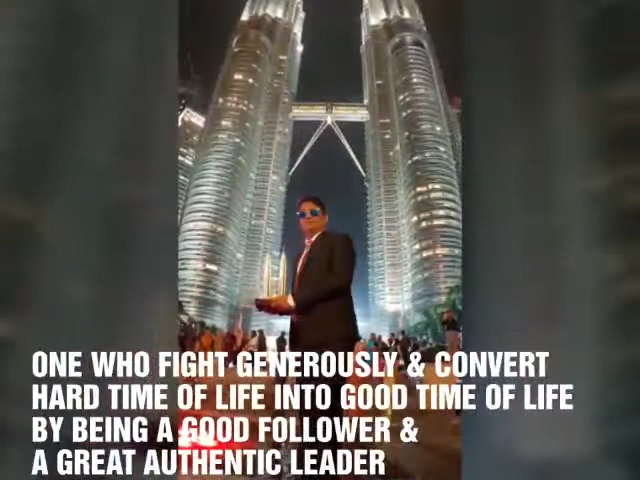 ONE WHO FIGHT GENEROUSLY & CONVERT
HARD TIME OF LIFE INTO GOOD TIME OF LIFE
BY BEING A GOOD FOLLOWER &
A GREAT AUTHENTIC LEADER